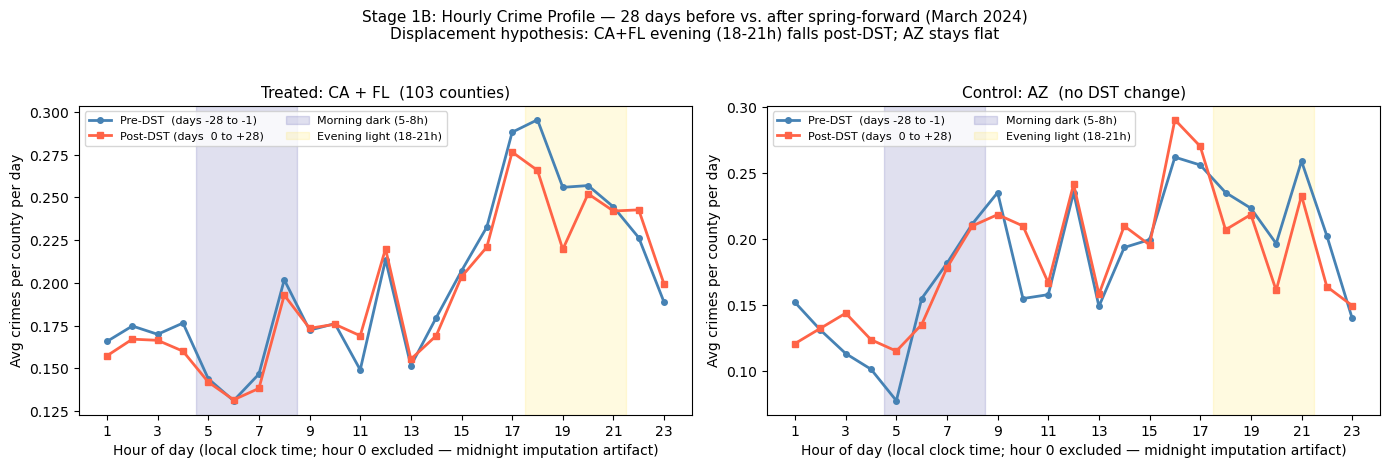 Stage 1B: Hourly Crime Profile — 28 days before vs. after spring-forward (March 2024)
Displacement hypothesis: CA+FL evening (18-21h) falls post-DST; AZ stays flat
Treated: CA + FL  (103 counties)
Pre-DST  (days -28 to -1)
Post-DST (days  0 to +28)
Morning dark (5-8h)
Evening light (18-21h)
Avg crimes per county per day
0.300
0.275
0.250
0.225
0.200
0.175
0.150
0.125
1 3 5 7 9 11 13 15 17 19 21 23
Hour of day (local clock time; hour 0 excluded — midnight imputation artifact)
Control: AZ  (no DST change)
Pre-DST  (days -28 to -1)
Post-DST (days  0 to +28)
Morning dark (5-8h)
Evening light (18-21h)
Avg crimes per county per day
0.30
0.25
0.20
0.15
0.10
1 3 5 7 9 11 13 15 17 19 21 23
Hour of day (local clock time; hour 0 excluded — midnight imputation artifact)